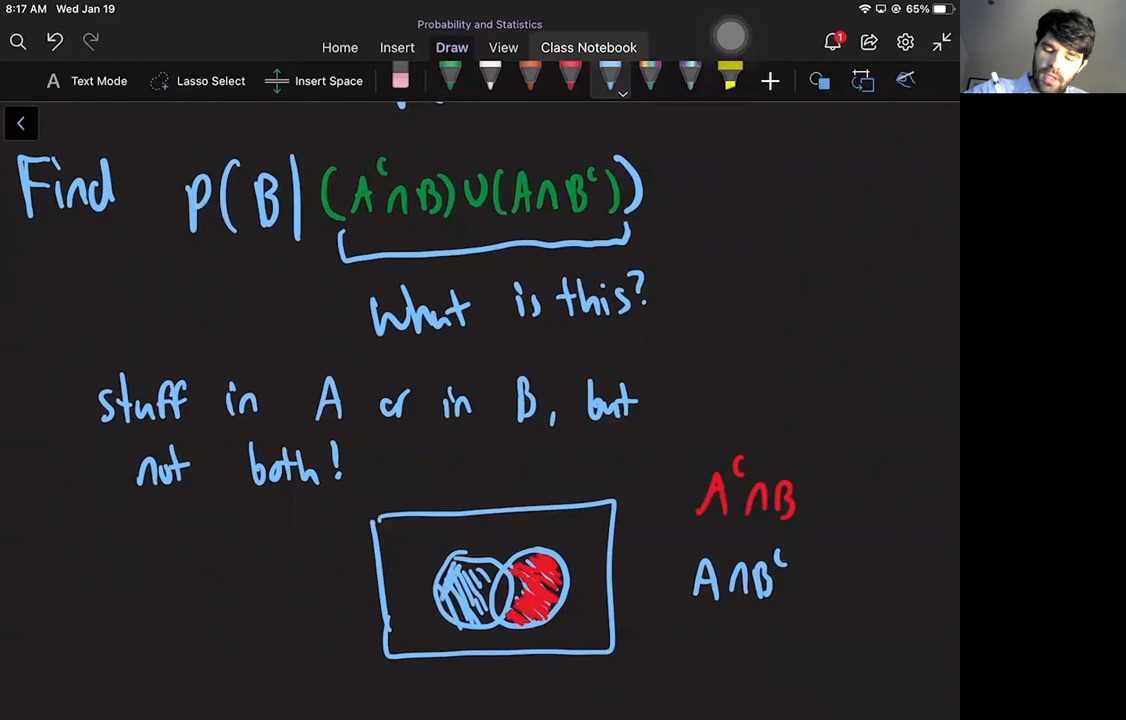 8:17 AM Wed Jan 19
65%
Probability and Statistics
Home Insert Draw View Class Notebook
1
Text Mode Lasso Select Insert Space
Find P(B|(Aᶜ∩B)∪(A∩Bᶜ))
What is this?
stuff in A or in B, but
not both!
Aᶜ∩B
A∩Bᶜ